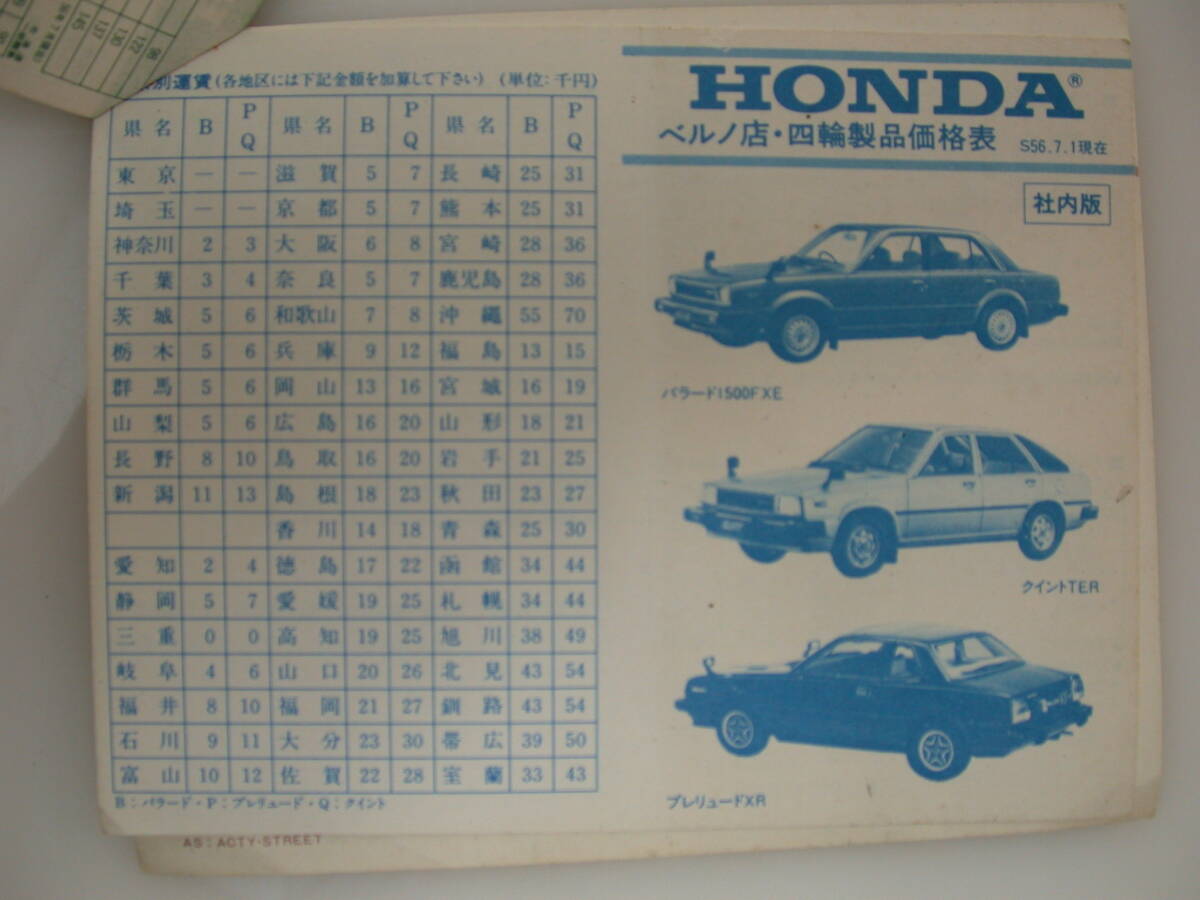 98
122
130
137
145
別運賃(各地区には下記金額を加算して下さい) (単位:千円)
県名 B PQ 県名 B PQ 県名 B PQ
東京 — — 滋賀 5 7 長崎 25 31
埼玉 — — 京都 5 7 熊本 25 31
神奈川 2 3 大阪 6 8 宮崎 28 36
千葉 3 4 奈良 5 7 鹿児島 28 36
茨城 5 6 和歌山 7 8 沖縄 55 70
栃木 5 6 兵庫 9 12 福島 13 15
群馬 5 6 岡山 13 16 宮城 16 19
山梨 5 6 広島 16 20 山形 18 21
長野 8 10 鳥取 16 20 岩手 21 25
新潟 11 13 島根 18 23 秋田 23 27
香川 14 18 青森 25 30
愛知 2 4 徳島 17 22 函館 34 44
静岡 5 7 愛媛 19 25 札幌 34 44
三重 0 0 高知 19 25 旭川 38 49
岐阜 4 6 山口 20 26 北見 43 54
福井 8 10 福岡 21 27 釧路 43 54
石川 9 11 大分 23 30 帯広 39 50
富山 10 12 佐賀 22 28 室蘭 33 43
B:バラード・P:プレリュード・Q:クイント
AS:ACTY-STREET
HONDA®
ベルノ店・四輪製品価格表 S56.7.1現在
社内版
バラード1500FXE
クイントTER
プレリュードXR